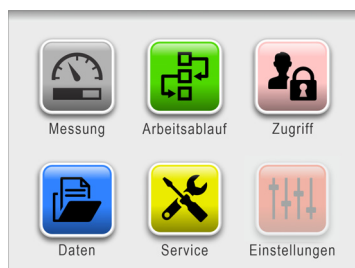 Messung Arbeitsablauf Zugriff
Daten Service Einstellungen